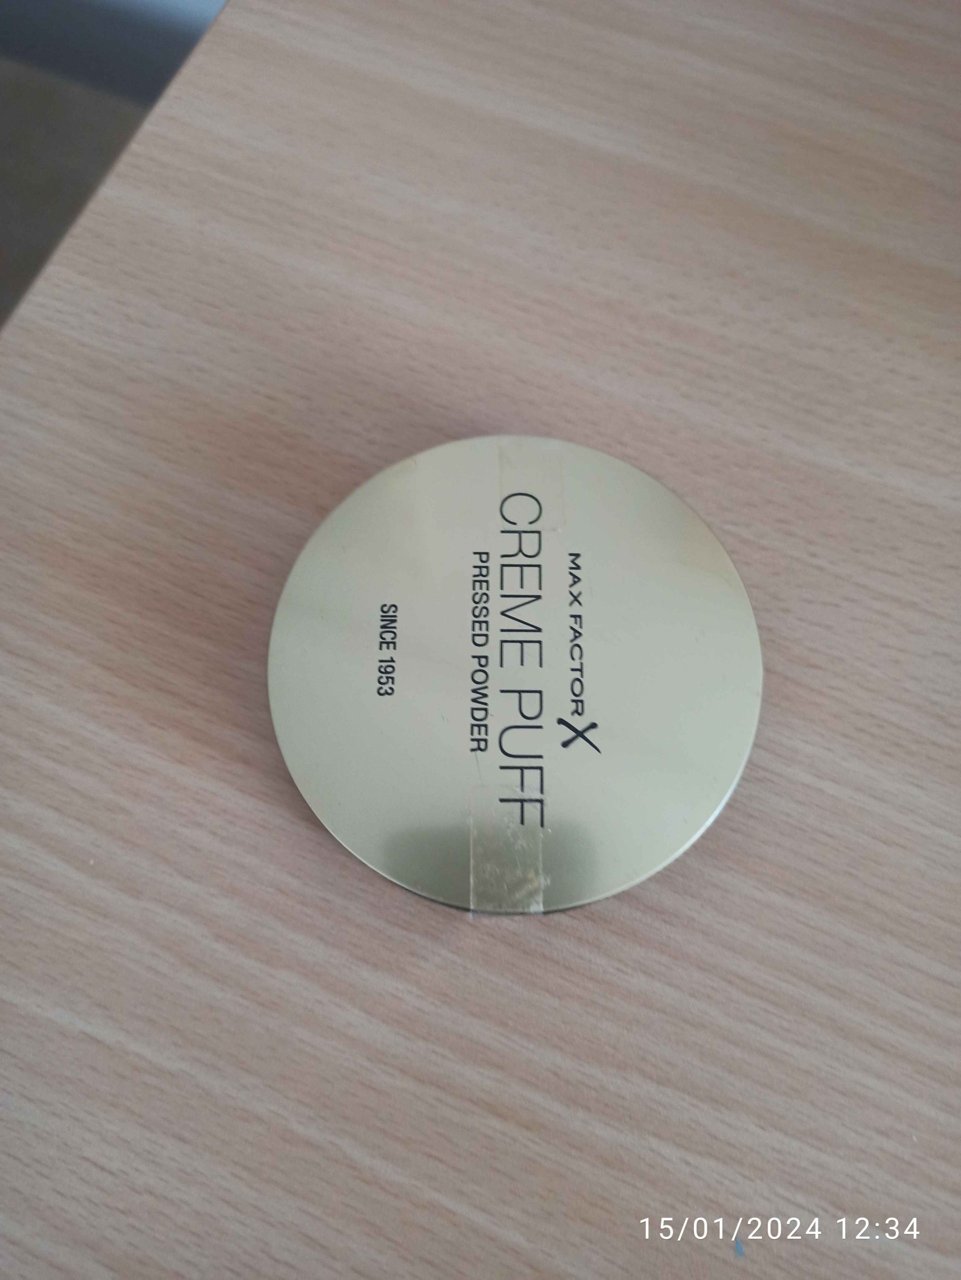 MAX FACTOR X
CREME PUFF
PRESSED POWDER
SINCE 1953
15/01/2024 12:34